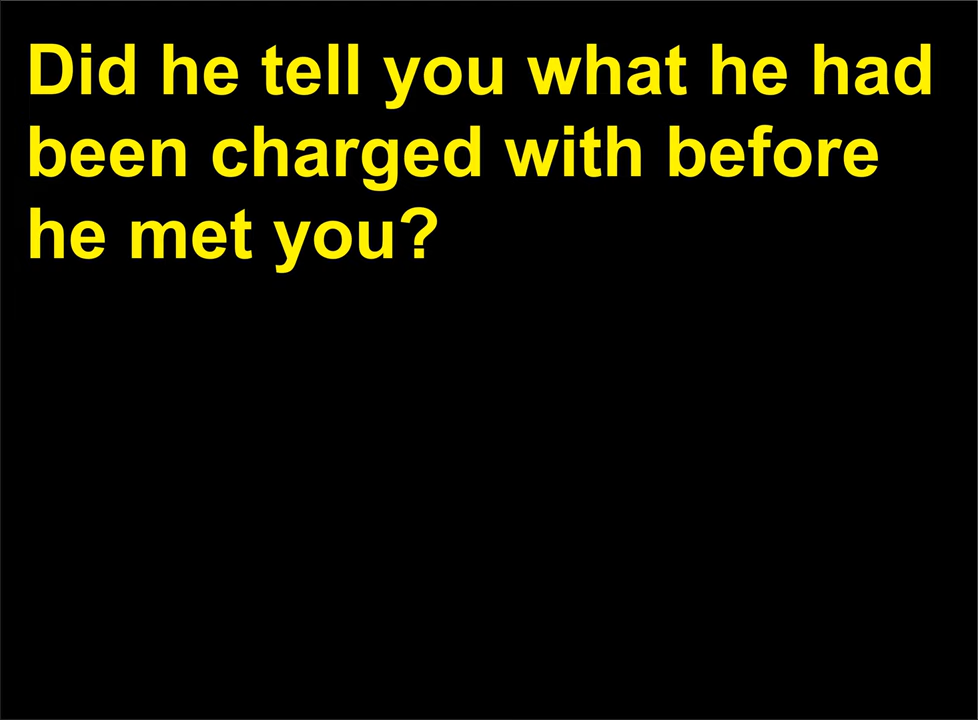 Did he tell you what he had
been charged with before
he met you?